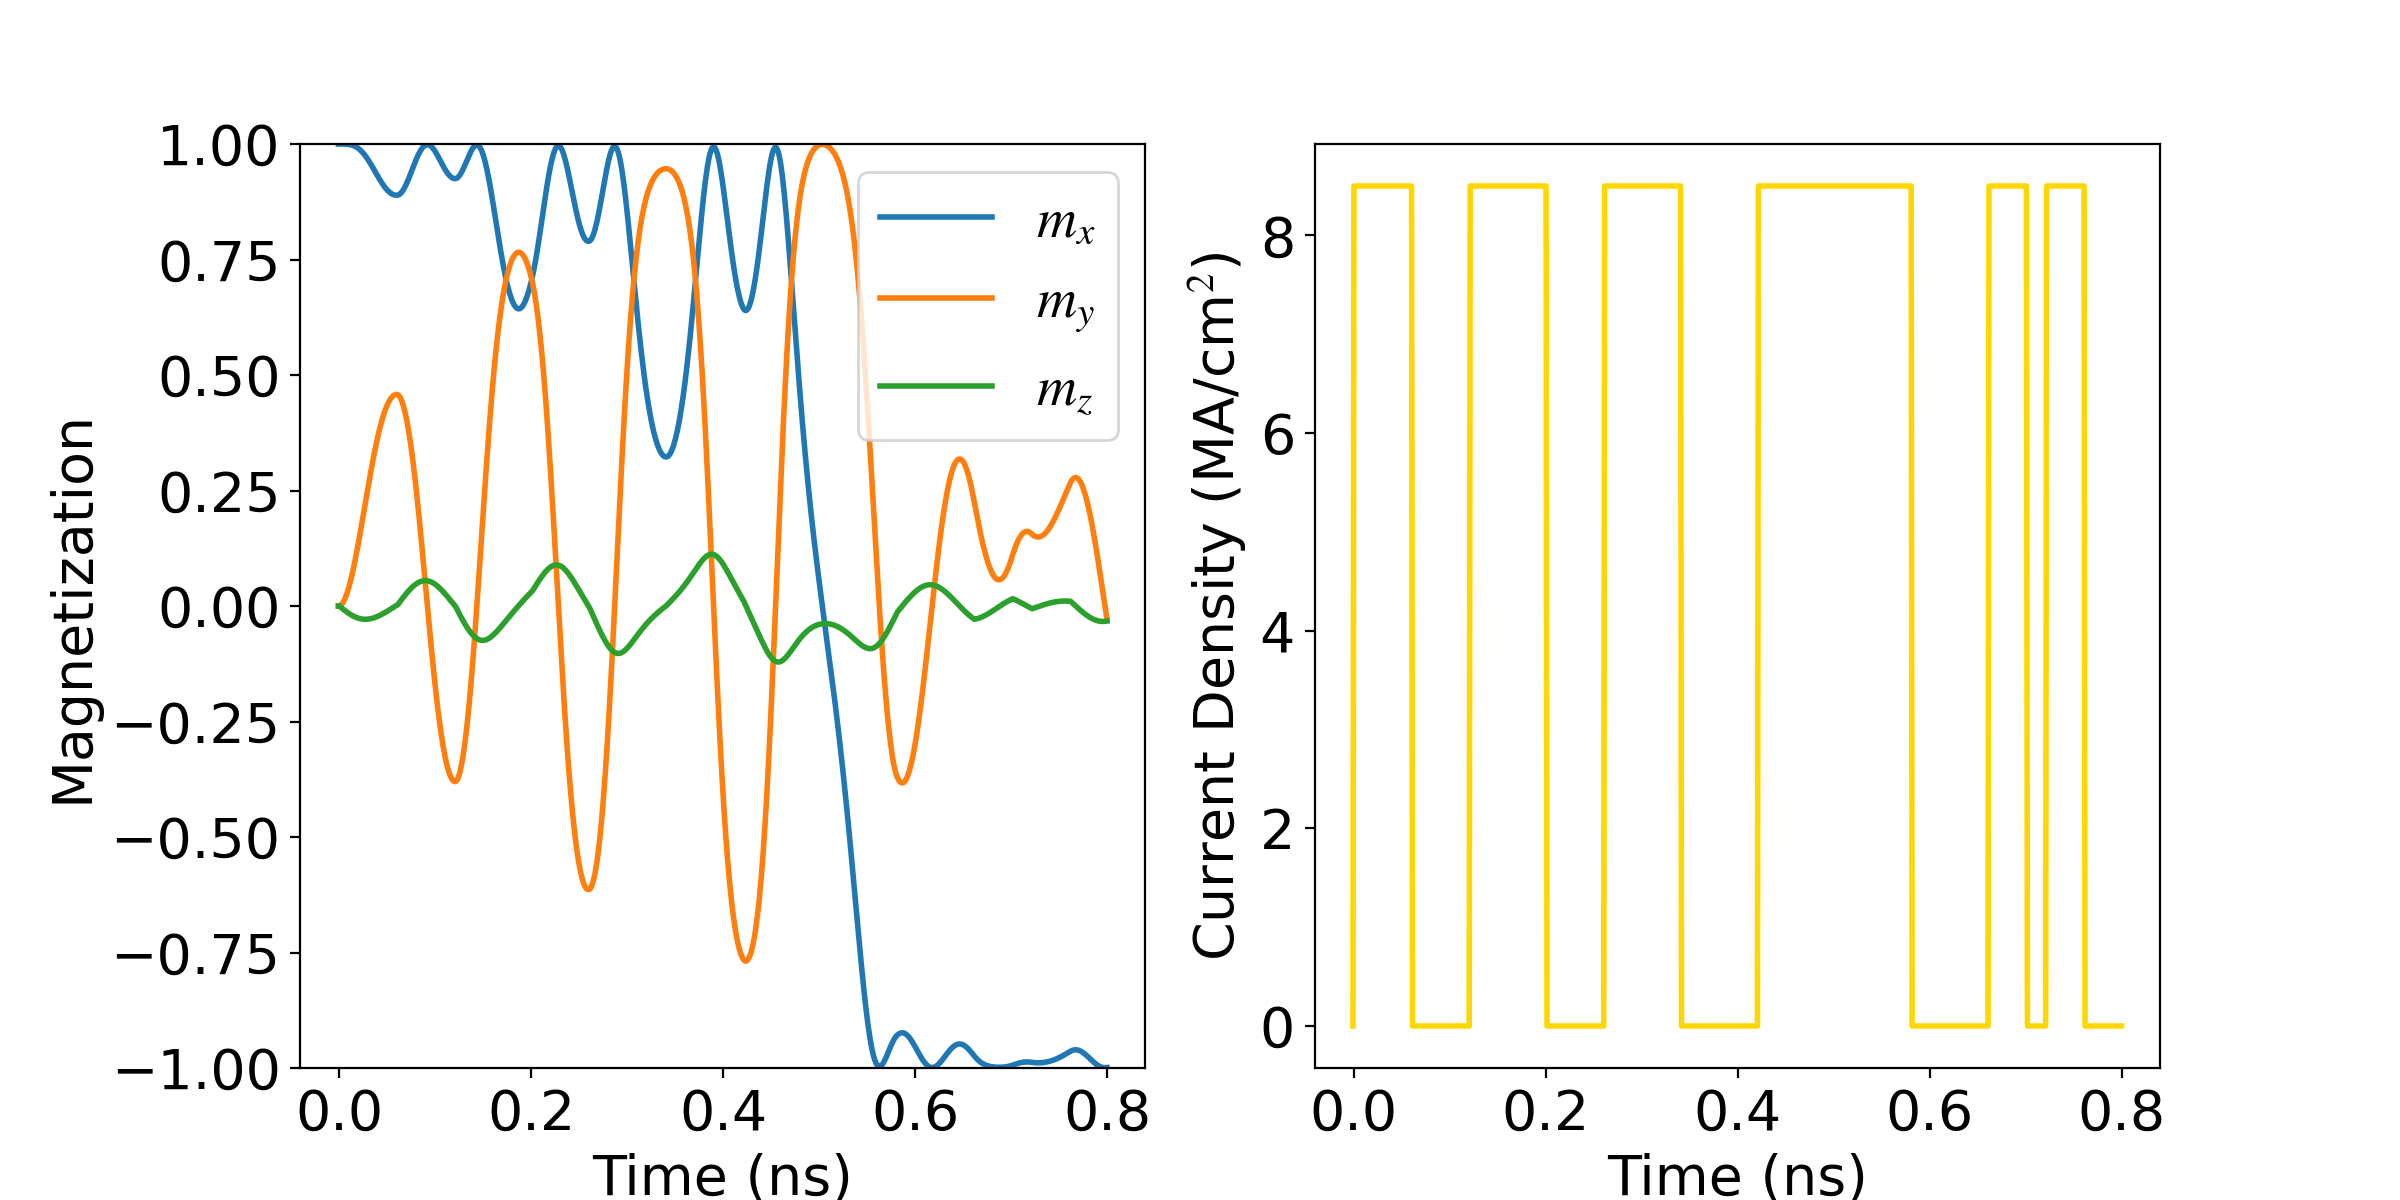 Magnetization
1.00
0.75
0.50
0.25
0.00
−0.25
−0.50
−0.75
−1.00
0.0 0.2 0.4 0.6 0.8
Time (ns)
m_x
m_y
m_z
Current Density (MA/cm²)
8
6
4
2
0
0.0 0.2 0.4 0.6 0.8
Time (ns)